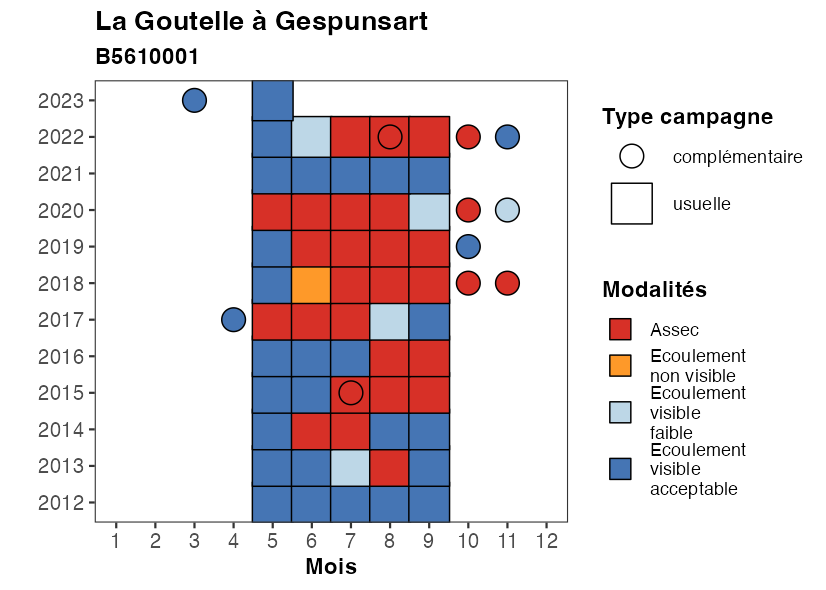 La Goutelle à Gespunsart
B5610001
2023
2022
2021
2020
2019
2018
2017
2016
2015
2014
2013
2012
1 2 3 4 5 6 7 8 9 10 11 12
Mois
Type campagne
complémentaire
usuelle
Modalités
Assec
Ecoulement
non visible
Ecoulement
visible
faible
Ecoulement
visible
acceptable